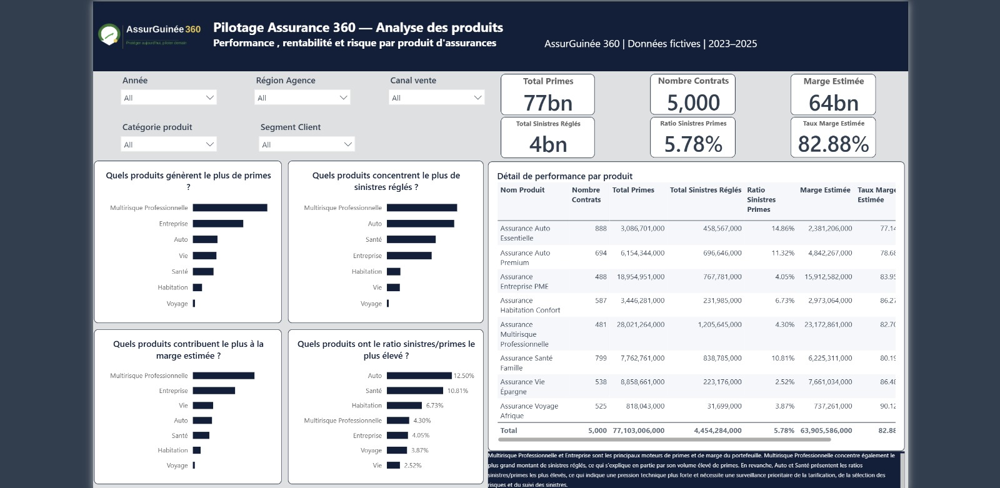 AssurGuinée 360
Protéger aujourd'hui, piloter demain
Pilotage Assurance 360 — Analyse des produits
Performance , rentabilité et risque par produit d'assurances
AssurGuinée 360 | Données fictives | 2023–2025
Année
All
Région Agence
All
Canal vente
All
Catégorie produit
All
Segment Client
All
Total Primes
77bn
Nombre Contrats
5,000
Marge Estimée
64bn
Total Sinistres Réglés
4bn
Ratio Sinistres Primes
5.78%
Taux Marge Estimée
82.88%
Quels produits génèrent le plus de primes
?
Multirisque Professionnelle
Entreprise
Auto
Vie
Santé
Habitation
Voyage
Quels produits concentrent le plus de
sinistres réglés ?
Multirisque Professionnelle
Auto
Santé
Entreprise
Habitation
Vie
Voyage
Quels produits contribuent le plus à la
marge estimée ?
Multirisque Professionnelle
Entreprise
Vie
Auto
Santé
Habitation
Voyage
Quels produits ont le ratio sinistres/primes le
plus élevé ?
Auto 12.50%
Santé 10.81%
Habitation 6.73%
Multirisque Professionnelle 4.30%
Entreprise 4.05%
Voyage 3.87%
Vie 2.52%
Détail de performance par produit
Nom Produit Nombre Total Primes Total Sinistres Réglés Ratio Marge Estimée Taux Marge
Contrats Sinistres Estimée
Primes
Assurance Auto 888 3,086,701,000 458,567,000 14.86% 2,381,206,000 77.14
Essentielle
Assurance Auto 694 6,154,344,000 696,646,000 11.32% 4,842,267,000 78.68
Premium
Assurance 488 18,954,951,000 767,781,000 4.05% 15,912,582,000 83.95
Entreprise PME
Assurance 587 3,446,281,000 231,985,000 6.73% 2,973,064,000 86.27
Habitation Confort
Assurance 481 28,021,264,000 1,205,645,000 4.30% 23,172,861,000 82.70
Multirisque
Professionnelle
Assurance Santé 799 7,762,761,000 838,785,000 10.81% 6,225,311,000 80.19
Famille
Assurance Vie 538 8,858,661,000 223,176,000 2.52% 7,661,034,000 86.48
Épargne
Assurance Voyage 525 818,043,000 31,699,000 3.87% 737,261,000 90.12
Afrique
Total 5,000 77,103,006,000 4,454,284,000 5.78% 63,905,586,000 82.88
Multirisque Professionnelle et Entreprise sont les principaux moteurs de primes et de marge du portefeuille. Multirisque Professionnelle concentre également le
plus grand montant de sinistres réglés, ce qui s'explique en partie par son volume élevé de primes. En revanche, Auto et Santé présentent les ratios
sinistres/primes les plus élevés, ce qui indique une pression technique plus forte et nécessite une surveillance prioritaire de la tarification, de la sélection des
risques et du suivi des sinistres.